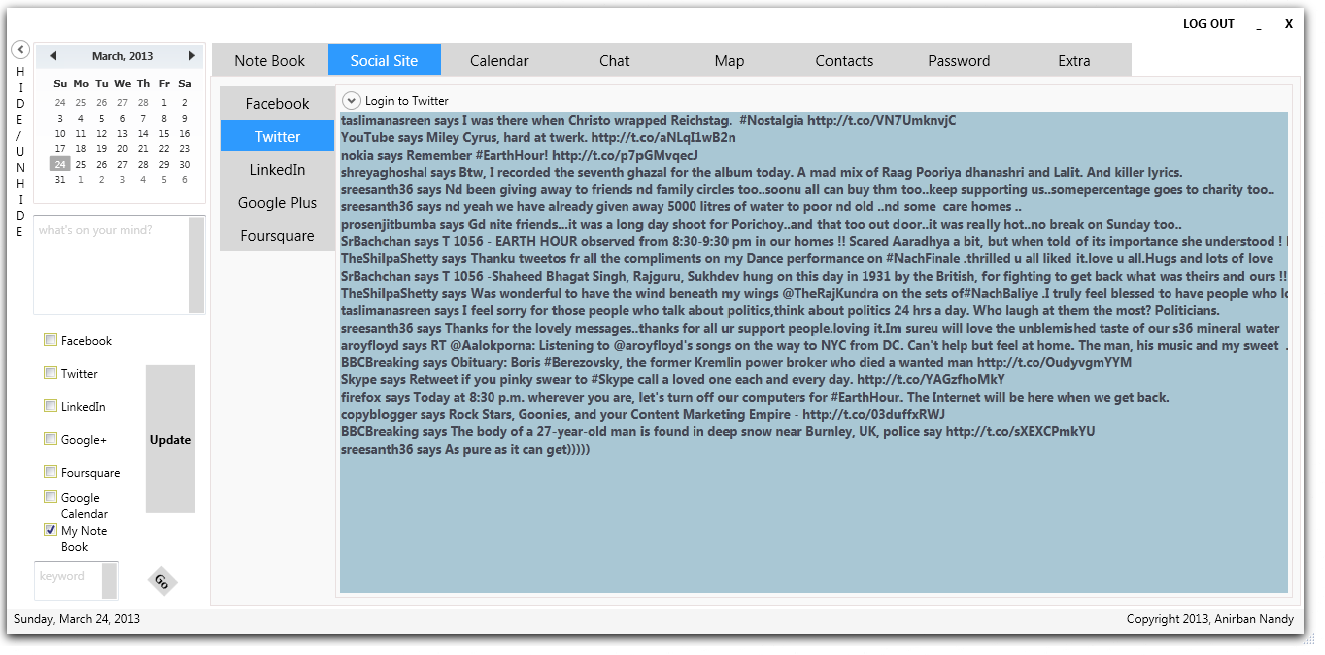 LOG OUT _ X
HIDE/UNHIDE
March, 2013
Su Mo Tu We Th Fr Sa
24 25 26 27 28 1 2
3 4 5 6 7 8 9
10 11 12 13 14 15 16
17 18 19 20 21 22 23
24 25 26 27 28 29 30
31 1 2 3 4 5 6
what's on your mind?
Facebook
Twitter
LinkedIn
Google+
Foursquare
Google
Calendar
My Note
Book
Update
keyword
Go
Note Book Social Site Calendar Chat Map Contacts Password Extra
Facebook
Twitter
LinkedIn
Google Plus
Foursquare
Login to Twitter
taslimanasreen says I was there when Christo wrapped Reichstag.  #Nostalgia http://t.co/VN7UmknvjC
YouTube says Miley Cyrus, hard at twerk. http://t.co/aNLqI1wB2n
nokia says Remember #EarthHour! http://t.co/p7pGMvqecJ
shreyaghoshal says Btw, I recorded the seventh ghazal for the album today. A mad mix of Raag Pooriya dhanashri and Lalit. And killer lyrics.
sreesanth36 says Nd been giving away to friends nd family circles too..soonu all can buy thm too..keep supporting us..somepercentage goes to charity too..
sreesanth36 says nd yeah we have already given away 5000 litres of water to poor nd old ..nd some  care homes ..
prosenjitbumba says Gd nite friends...it was a long day shoot for Porichoy..and that too out door..it was really hot..no break on Sunday too..
SrBachchan says T 1056 - EARTH HOUR observed from 8:30-9:30 pm in our homes !! Scared Aaradhya a bit, but when told of its importance she understood !
TheShilpaShetty says Thanku tweetos fr all the compliments on my Dance performance on #NachFinale .thrilled u all liked it.love u all.Hugs and lots of love
SrBachchan says T 1056 -Shaheed Bhagat Singh, Rajguru, Sukhdev hung on this day in 1931 by the British, for fighting to get back what was theirs and ours !!
TheShilpaShetty says Was wonderful to have the wind beneath my wings @TheRajKundra on the sets of#NachBaliye .I truly feel blessed to have people who lo
taslimanasreen says I feel sorry for those people who talk about politics,think about politics 24 hrs a day. Who laugh at them the most? Politicians.
sreesanth36 says Thanks for the lovely messages..thanks for all ur support people.loving it.Im sureu will love the unblemished taste of our s36 mineral water
aroyfloyd says RT @Aalokporna: Listening to @aroyfloyd's songs on the way to NYC from DC. Can't help but feel at home. The man, his music and my sweet  .
BBCBreaking says Obituary: Boris #Berezovsky, the former Kremlin power broker who died a wanted man http://t.co/OudyvgmYYM
Skype says Retweet if you pinky swear to #Skype call a loved one each and every day. http://t.co/YAGzfhoMkY
firefox says Today at 8:30 p.m. wherever you are, let's turn off our computers for #EarthHour. The Internet will be here when we get back.
copyblogger says Rock Stars, Goonies, and your Content Marketing Empire - http://t.co/03duffxRWJ
BBCBreaking says The body of a 27-year-old man is found in deep snow near Burnley, UK, police say http://t.co/sXEXCPmkYU
sreesanth36 says As pure as it can get)))))
Sunday, March 24, 2013
Copyright 2013, Anirban Nandy